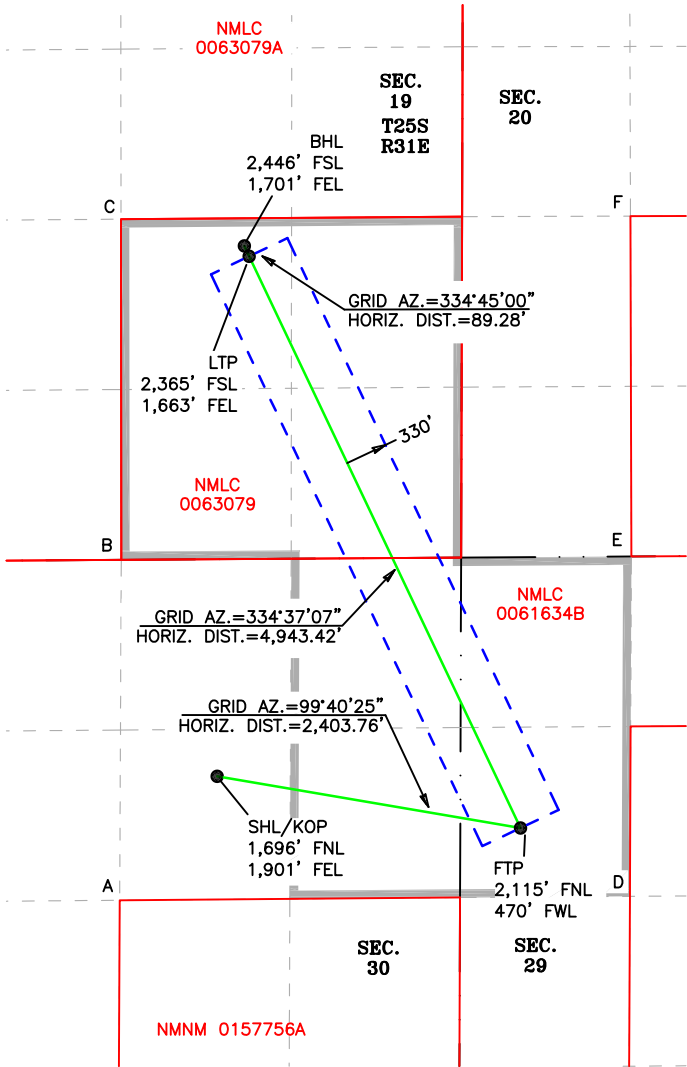 NMLC
0063079A
SEC.
19
T25S
R31E
SEC.
20
BHL
2,446' FSL
1,701' FEL
C
F
GRID AZ.=334°45'00"
HORIZ. DIST.=89.28'
LTP
2,365' FSL
1,663' FEL
330'
NMLC
0063079
B
E
NMLC
0061634B
GRID AZ.=334°37'07"
HORIZ. DIST.=4,943.42'
GRID AZ.=99°40'25"
HORIZ. DIST.=2,403.76'
SHL/KOP
1,696' FNL
1,901' FEL
FTP
2,115' FNL
470' FWL
A
D
SEC.
30
SEC.
29
NMNM 0157756A